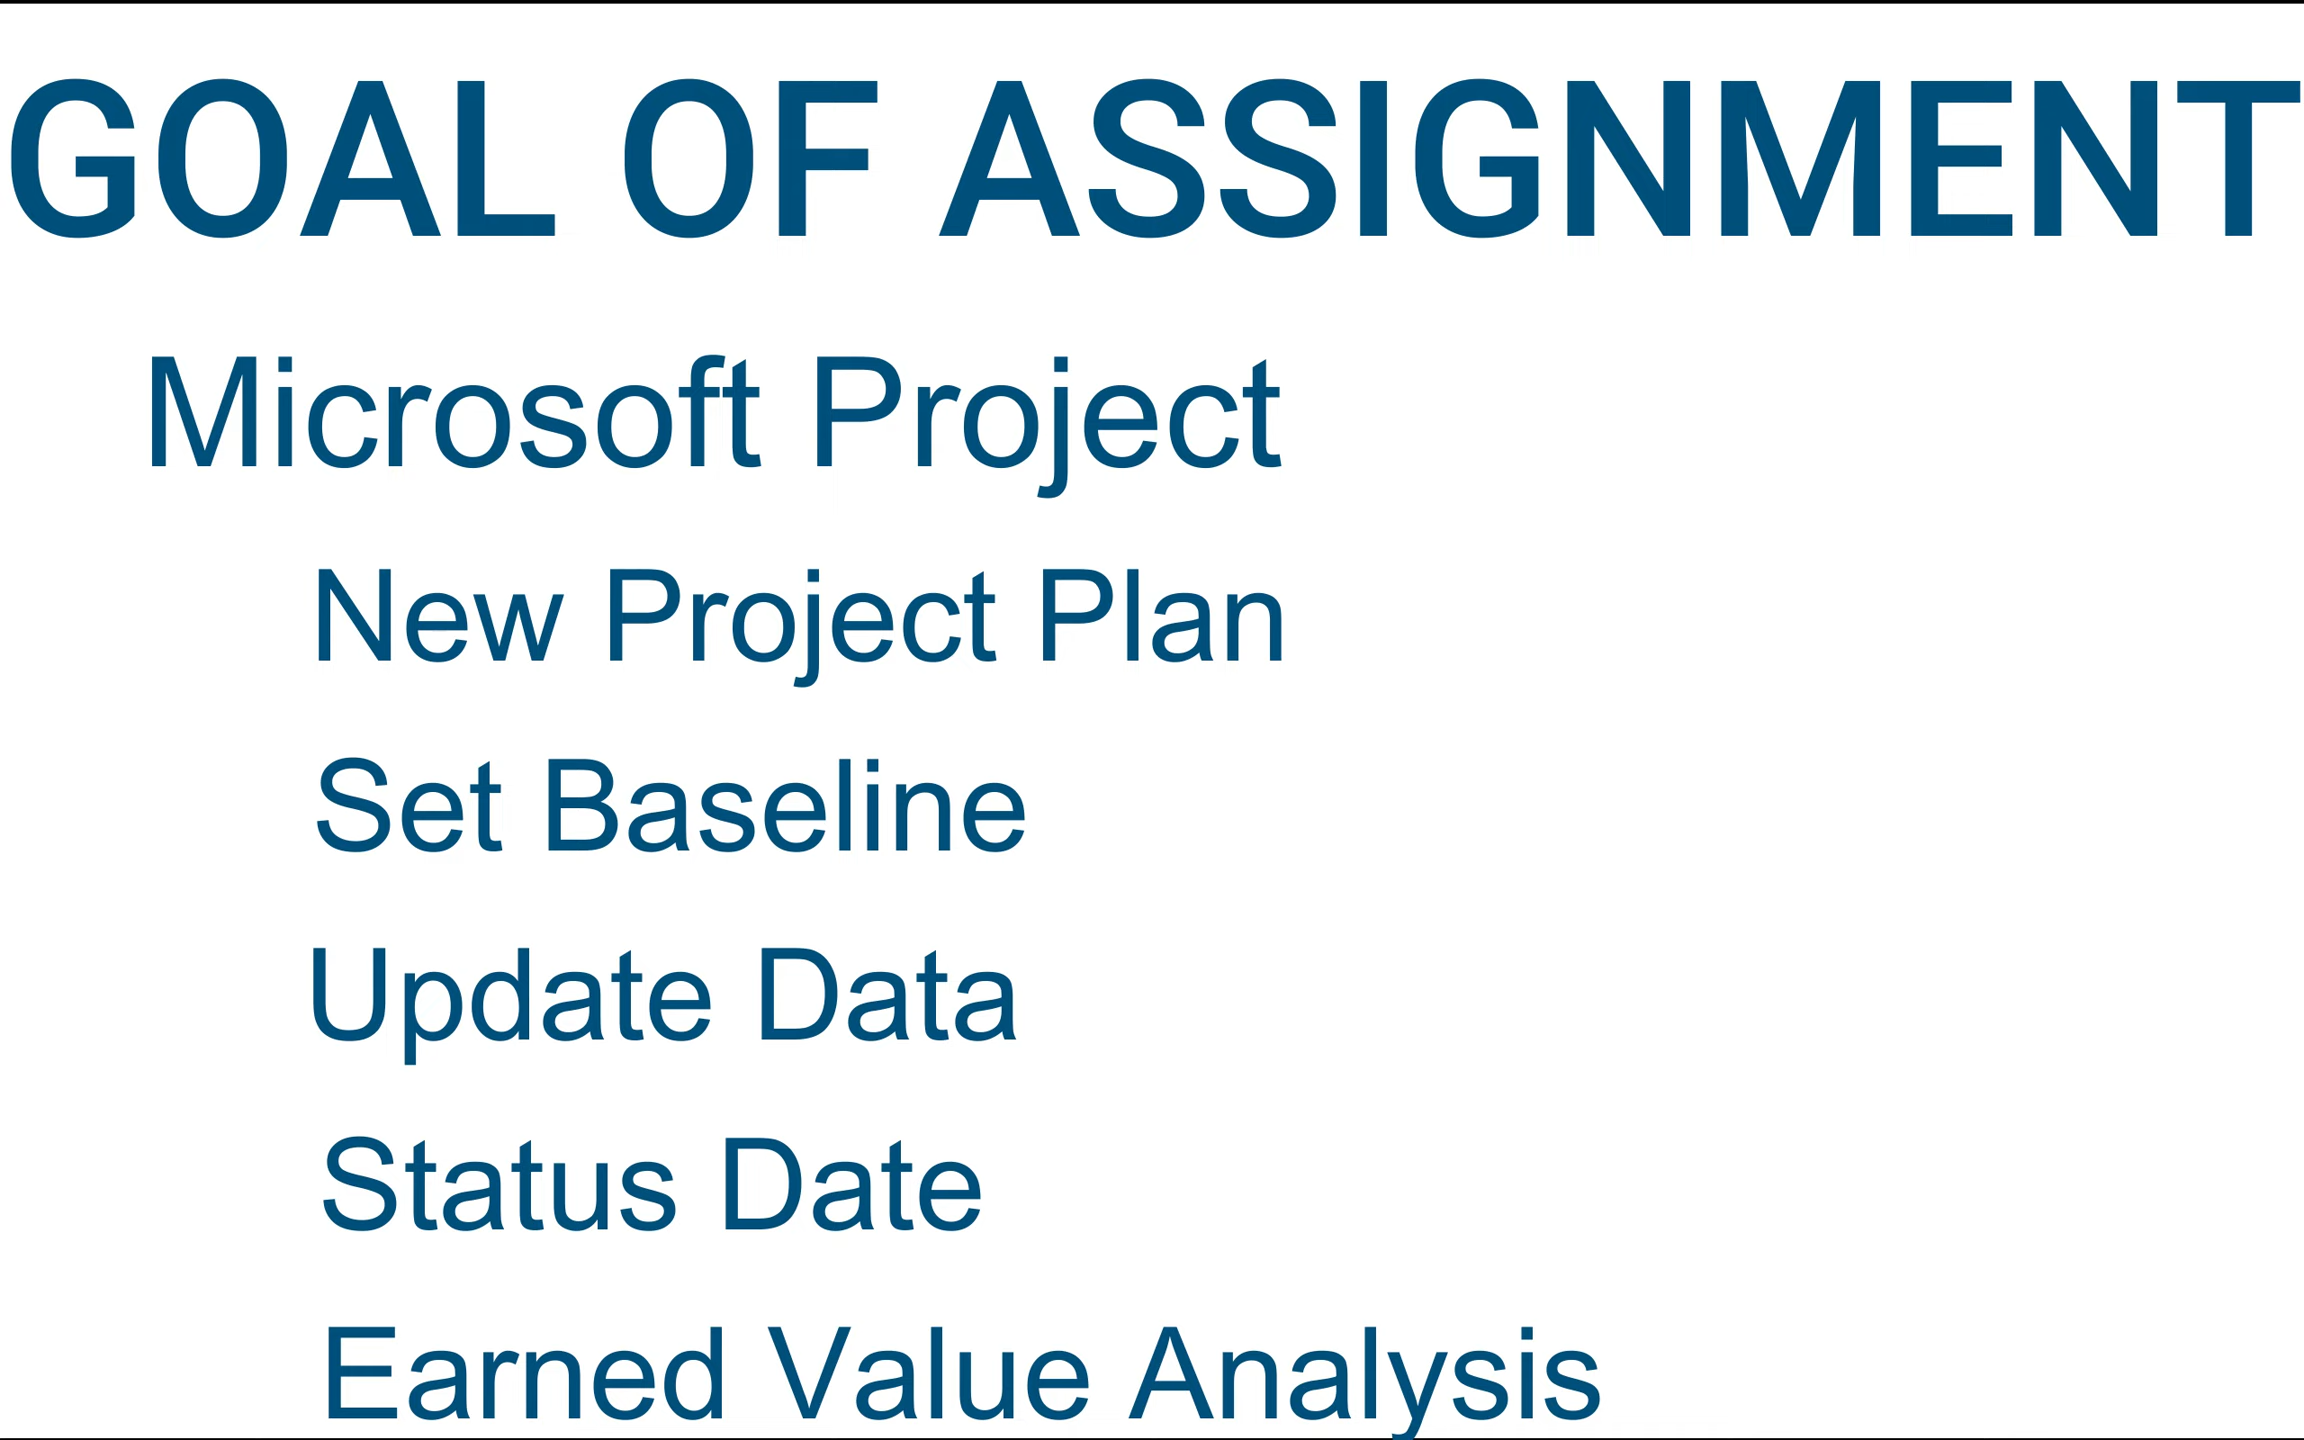 GOAL OF ASSIGNMENT
Microsoft Project
New Project Plan
Set Baseline
Update Data
Status Date
Earned Value Analysis